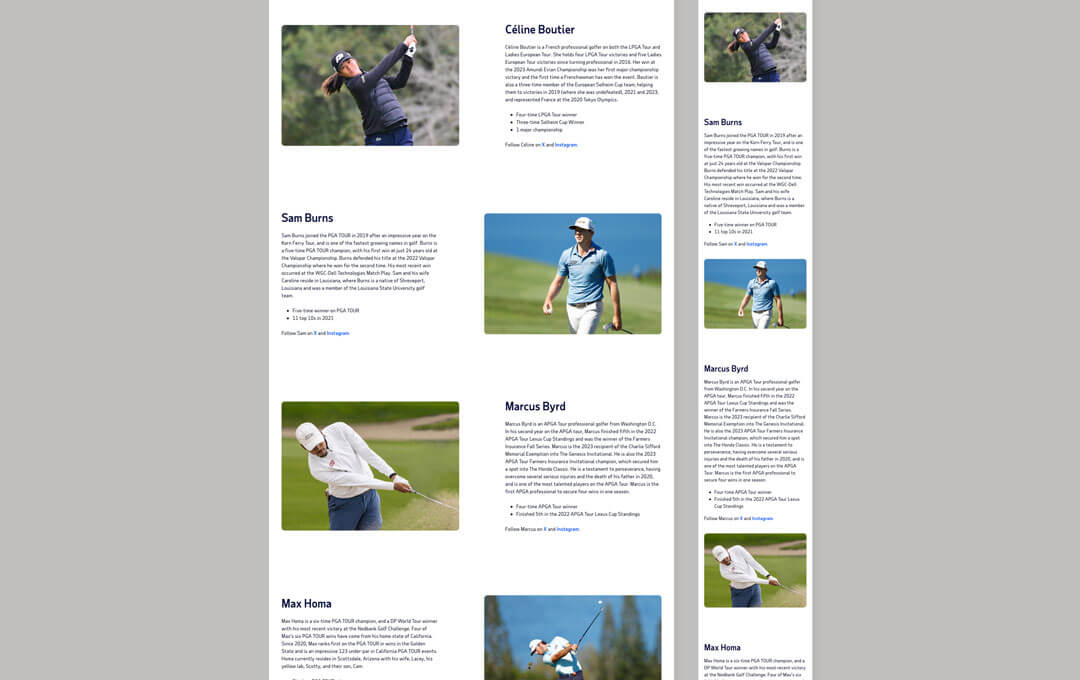 Céline Boutier
Céline Boutier is a French professional golfer on both the LPGA Tour and
Ladies European Tour. She holds four LPGA Tour victories and five Ladies
European Tour victories since turning professional in 2016. Her win at
the 2023 Amundi Evian Championship was her first major championship
victory and the first time a Frenchwoman has won the event. Boutier is
also a three-time member of the European Solheim Cup team, helping
them to victories in 2019 (where she was undefeated), 2021 and 2023,
and represented France at the 2020 Tokyo Olympics.
• Four-time LPGA Tour winner
• Three-time Solheim Cup Winner
• 1 major championship
Follow Céline on X and Instagram.
Sam Burns
Sam Burns joined the PGA TOUR in 2019 after an impressive year on the
Korn Ferry Tour, and is one of the fastest growing names in golf. Burns is
a five-time PGA TOUR champion, with his first win at just 24 years old at
the Valspar Championship. Burns defended his title at the 2022 Valspar
Championship where he won for the second time. His most recent win
occurred at the WGC-Dell Technologies Match Play. Sam and his wife
Caroline reside in Louisiana, where Burns is a native of Shreveport,
Louisiana and was a member of the Louisiana State University golf
team.
• Five-time winner on PGA TOUR
• 11 top 10s in 2021
Follow Sam on X and Instagram.
Marcus Byrd
Marcus Byrd is an APGA Tour professional golfer from Washington D.C.
In his second year on the APGA tour, Marcus finished fifth in the 2022
APGA Tour Lexus Cup Standings and was the winner of the Farmers
Insurance Fall Series. Marcus is the 2023 recipient of the Charlie Sifford
Memorial Exemption into The Genesis Invitational. He is also the 2023
APGA Tour Farmers Insurance Invitational champion, which secured him
a spot into The Honda Classic. He is a testament to perseverance, having
overcome several serious injuries and the death of his father in 2020,
and is one of the most talented players on the APGA Tour. Marcus is the
first APGA professional to secure four wins in one season.
• Four-time APGA Tour winner
• Finished 5th in the 2022 APGA Tour Lexus Cup Standings
Follow Marcus on X and Instagram.
Max Homa
Max Homa is a six-time PGA TOUR champion, and a DP World Tour winner
with his most recent victory at the Nedbank Golf Challenge. Four of
Max's six PGA TOUR wins have come from his home state of California.
Since 2020, Max ranks first on the PGA TOUR in wins in the Golden
State and is an impressive 123 under-par in California PGA TOUR events.
Homa currently resides in Scottsdale, Arizona with his wife, Lacey, his
yellow lab, Scotty, and their son, Cam.
Sam Burns
Sam Burns joined the PGA TOUR in 2019 after an
impressive year on the Korn Ferry Tour, and is one
of the fastest growing names in golf. Burns is a
five-time PGA TOUR champion, with his first win
at just 24 years old at the Valspar Championship.
Burns defended his title at the 2022 Valspar
Championship where he won for the second time.
His most recent win occurred at the WGC-Dell
Technologies Match Play. Sam and his wife
Caroline reside in Louisiana, where Burns is a
native of Shreveport, Louisiana and was a member
of the Louisiana State University golf team.
• Five-time winner on PGA TOUR
• 11 top 10s in 2021
Follow Sam on X and Instagram.
Marcus Byrd
Marcus Byrd is an APGA Tour professional golfer
from Washington D.C. In his second year on the
APGA tour, Marcus finished fifth in the 2022
APGA Tour Lexus Cup Standings and was the
winner of the Farmers Insurance Fall Series.
Marcus is the 2023 recipient of the Charlie Sifford
Memorial Exemption into The Genesis Invitational.
He is also the 2023 APGA Tour Farmers Insurance
Invitational champion, which secured him a spot
into The Honda Classic. He is a testament to
perseverance, having overcome several serious
injuries and the death of his father in 2020, and is
one of the most talented players on the APGA
Tour. Marcus is the first APGA professional to
secure four wins in one season.
• Four-time APGA Tour winner
• Finished 5th in the 2022 APGA Tour Lexus
Cup Standings
Follow Marcus on X and Instagram.
Max Homa
Max Homa is a six-time PGA TOUR champion, and a
DP World Tour winner with his most recent victory
at the Nedbank Golf Challenge. Four of Max's six